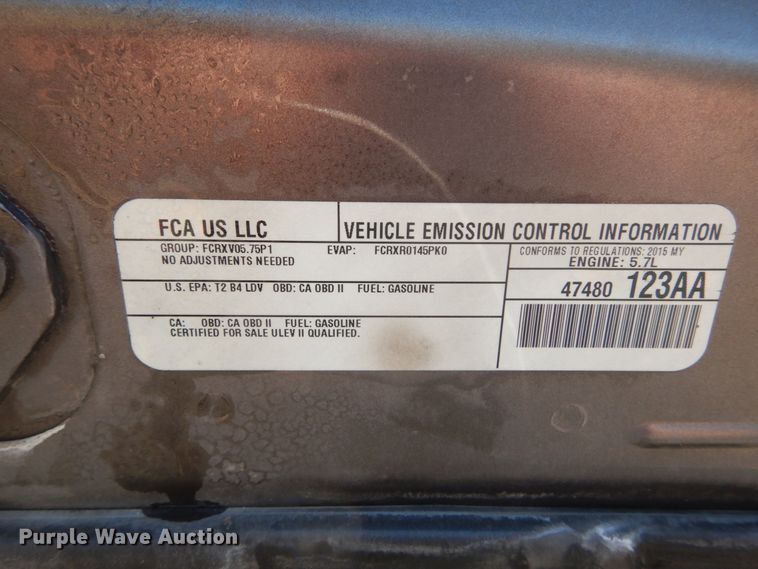 FCA US LLC
VEHICLE EMISSION CONTROL INFORMATION
GROUP: FCRXV05.75P1 EVAP: FCRXR0145PK0
NO ADJUSTMENTS NEEDED
CONFORMS TO REGULATIONS: 2015 MY
ENGINE: 5.7L
U.S. EPA: T2 B4 LDV OBD: CA OBD II FUEL: GASOLINE
47480 123AA
CA: OBD: CA OBD II FUEL: GASOLINE
CERTIFIED FOR SALE ULEV II QUALIFIED.
Purple Wave Auction